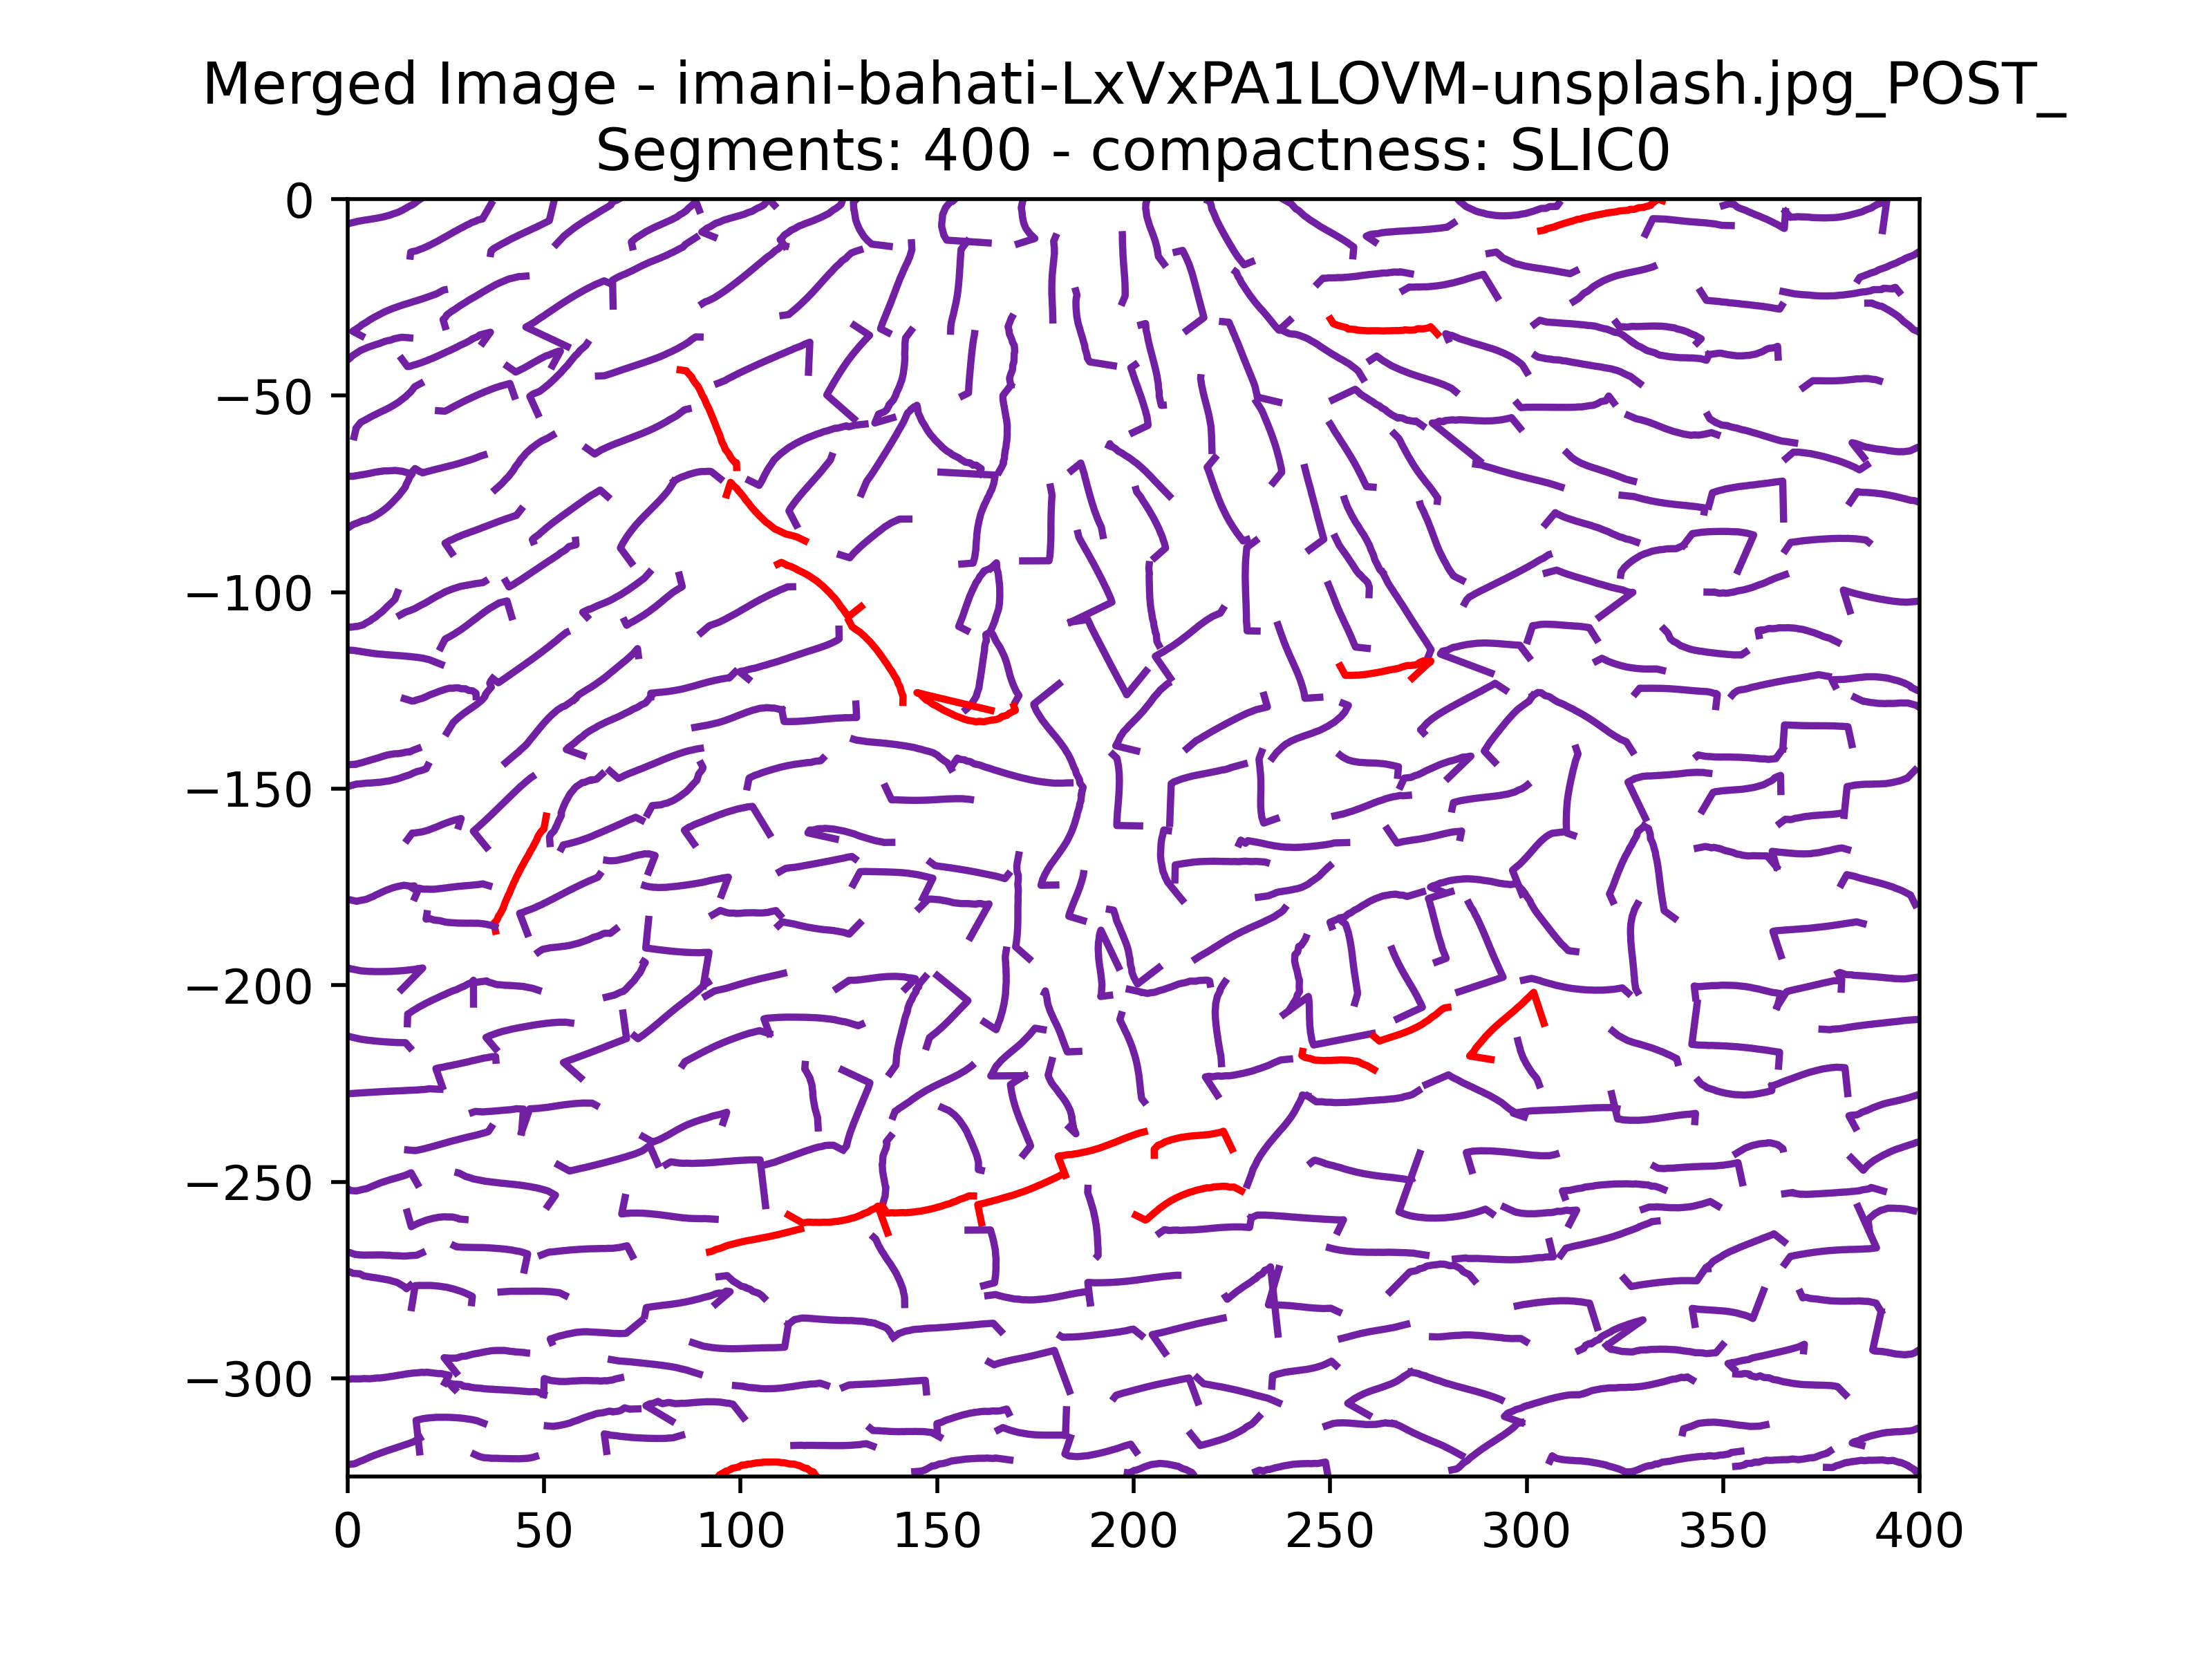 Merged Image - imani-bahati-LxVxPA1LOVM-unsplash.jpg_POST_
Segments: 400 - compactness: SLIC0
0
−50
−100
−150
−200
−250
−300
0 50 100 150 200 250 300 350 400